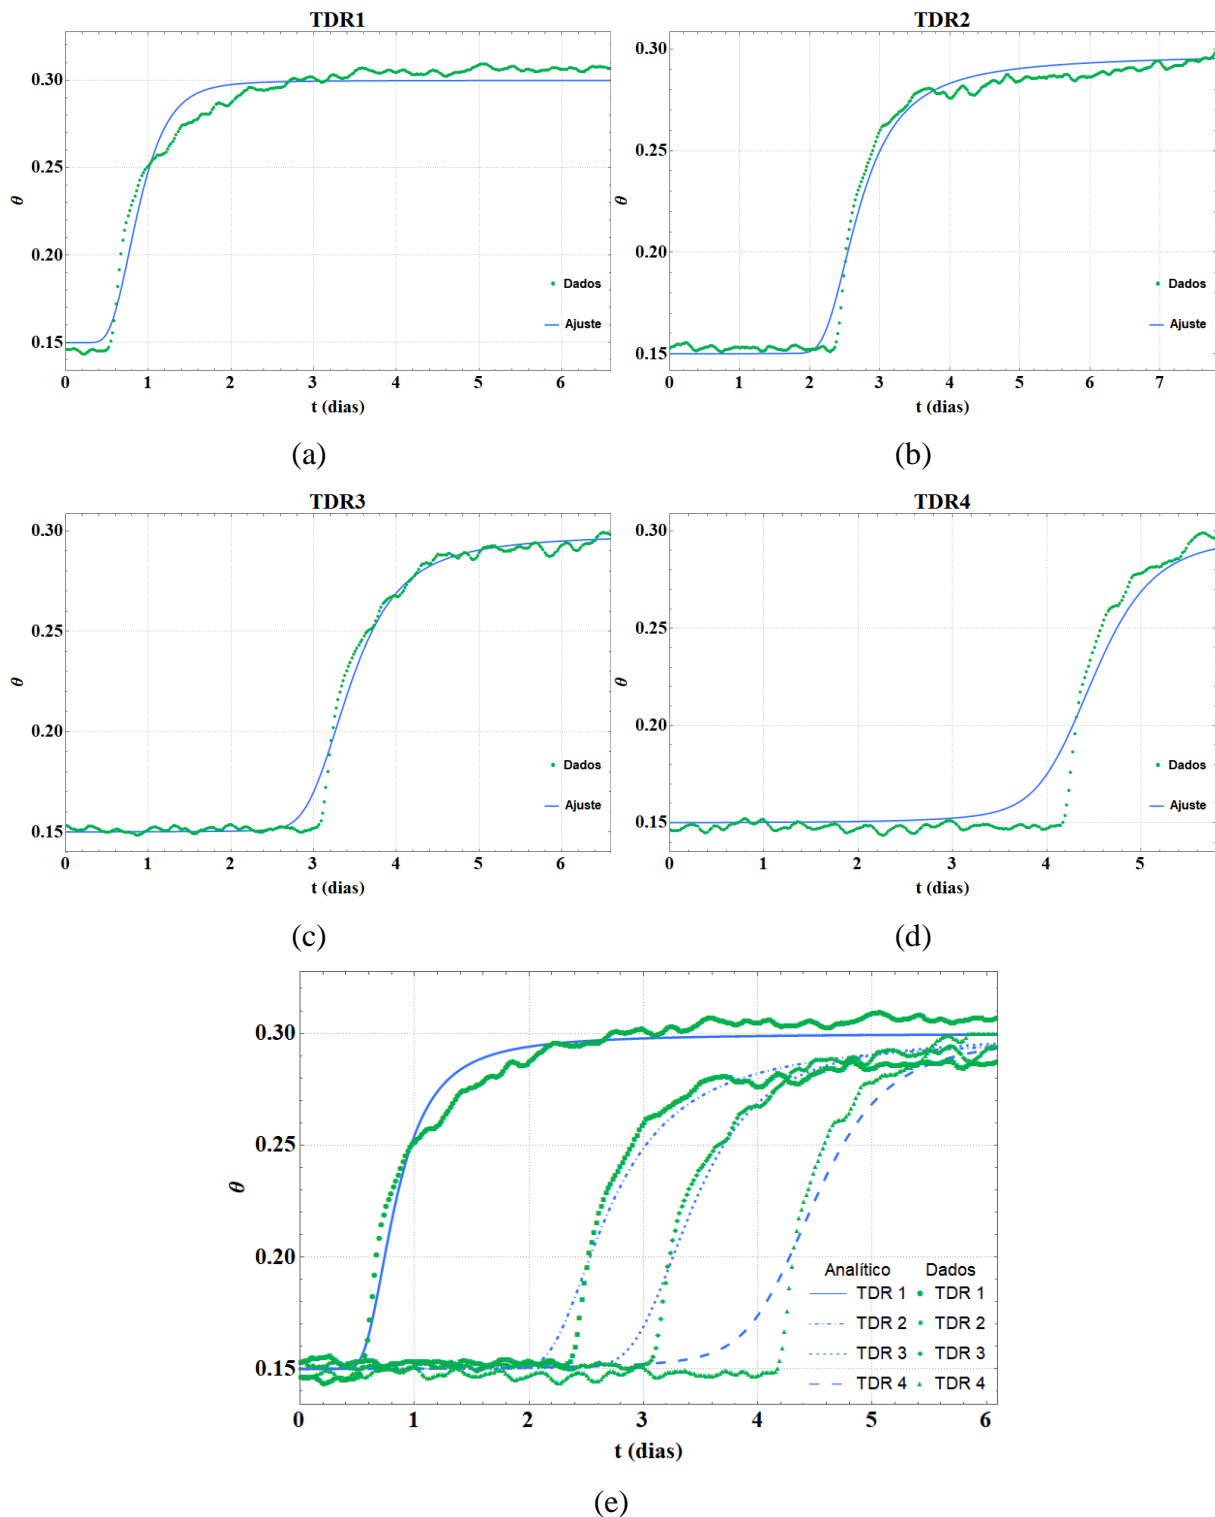 TDR1
0.30
0.25
θ
0.20
Dados
Ajuste
0.15
0 1 2 3 4 5 6
t (dias)
(a)
TDR2
0.30
0.25
θ
0.20
Dados
Ajuste
0.15
0 1 2 3 4 5 6 7
t (dias)
(b)
TDR3
0.30
0.25
θ
0.20
Dados
Ajuste
0.15
0 1 2 3 4 5 6
t (dias)
(c)
TDR4
0.30
0.25
θ
0.20
Dados
Ajuste
0.15
0 1 2 3 4 5
t (dias)
(d)
0.30
0.25
θ
0.20
Analítico Dados
TDR 1 TDR 1
TDR 2 TDR 2
TDR 3 TDR 3
TDR 4 TDR 4
0.15
0 1 2 3 4 5 6
t (dias)
(e)